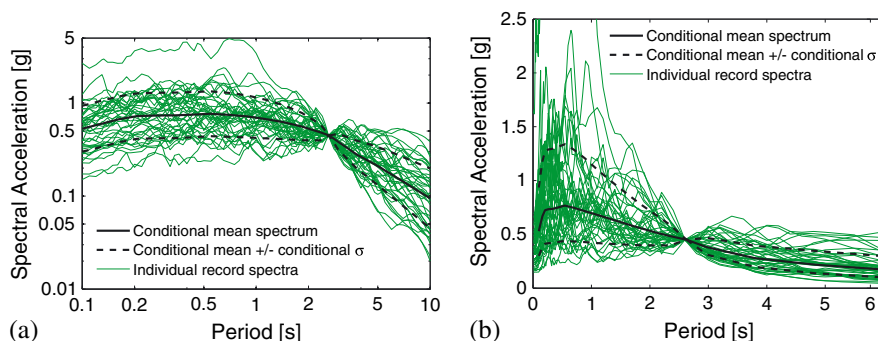 5
1
0.5
0.1
0.05
0.01
0.1 0.2 0.5 1 2 5 10
Spectral Acceleration [g]
Period [s]
Conditional mean spectrum
Conditional mean +/- conditional σ
Individual record spectra
(a)
2.5
2
1.5
1
0.5
0
0 1 2 3 4 5 6
Spectral Acceleration [g]
Period [s]
Conditional mean spectrum
Conditional mean +/- conditional σ
Individual record spectra
(b)